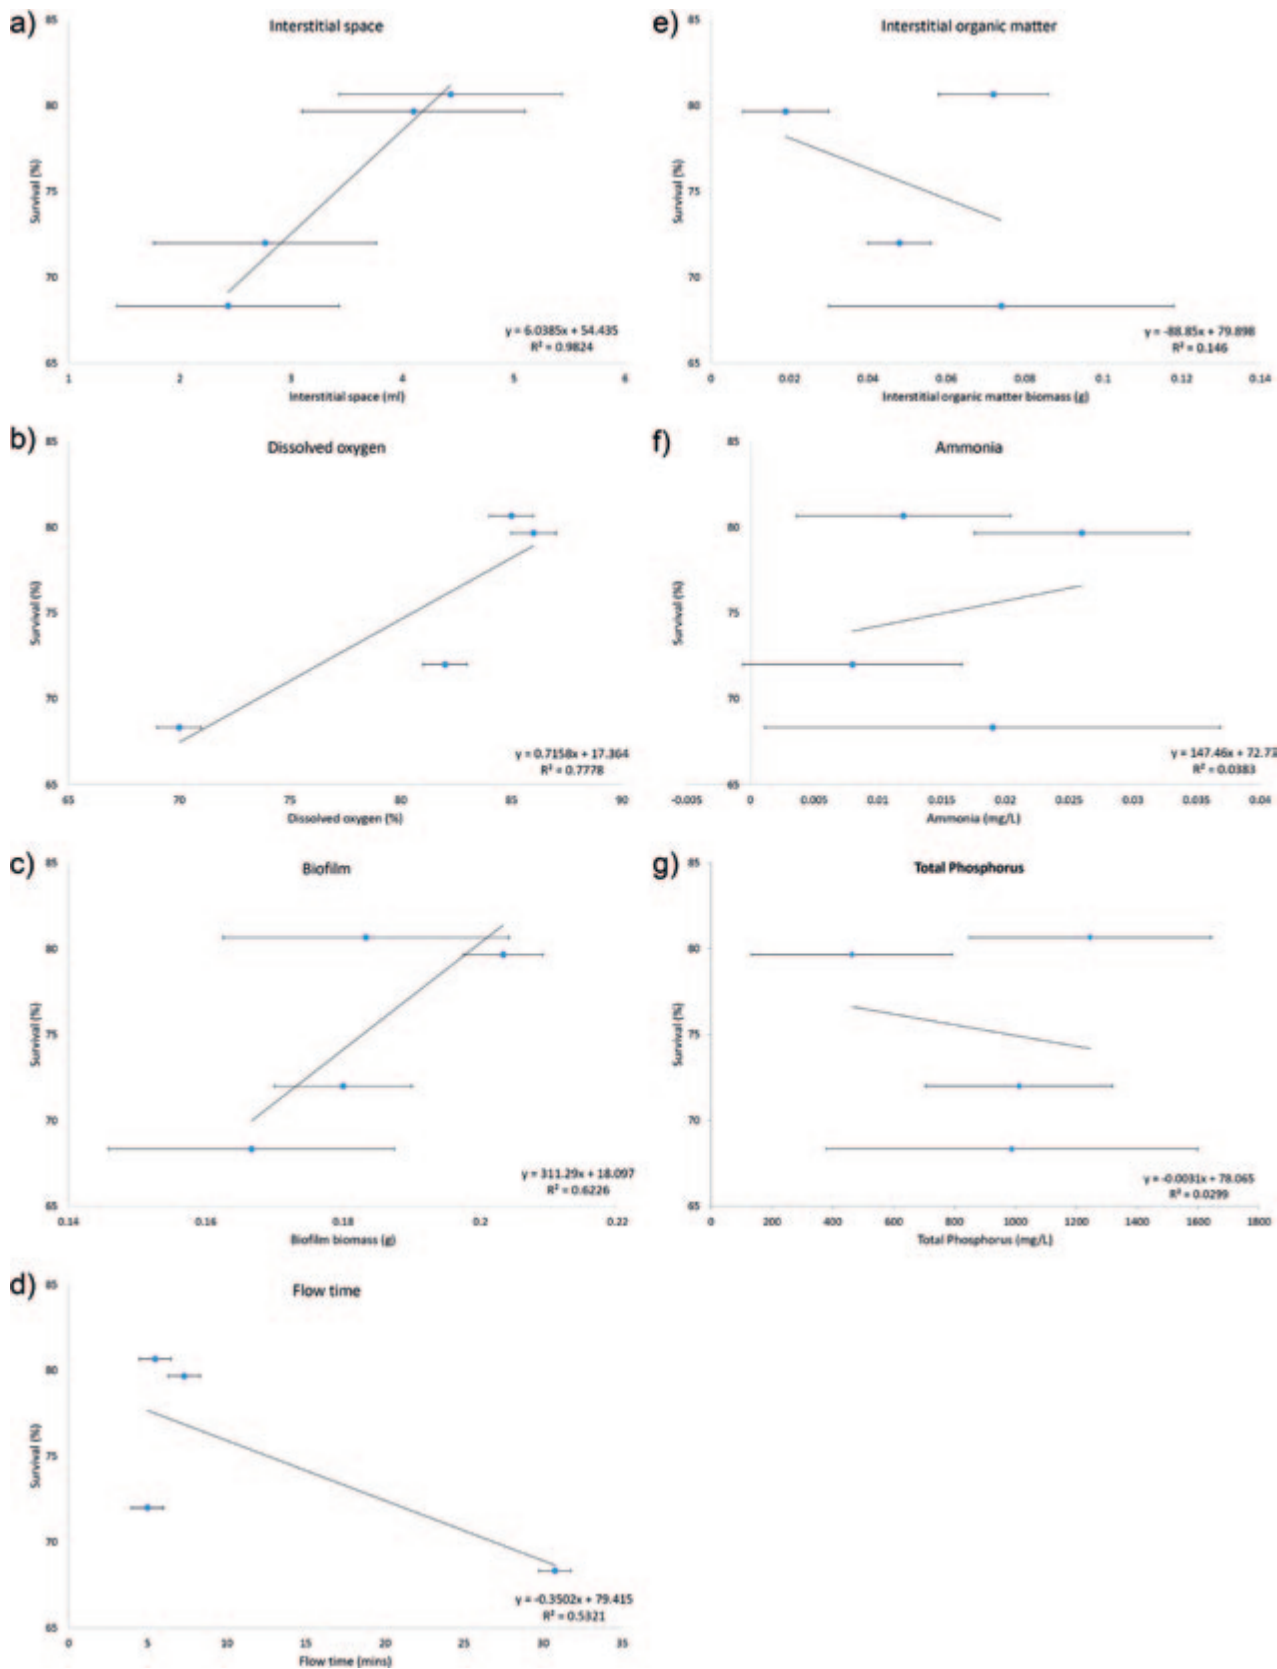 a)
Interstitial space
85
80
75
70
65
Survival (%)
y = 6.0385x + 54.435
R² = 0.9824
1 2 3 4 5 6
Interstitial space (ml)
b)
Dissolved oxygen
85
80
75
70
65
Survival (%)
y = 0.7158x + 17.364
R² = 0.7778
65 70 75 80 85 90
Dissolved oxygen (%)
c)
Biofilm
85
80
75
70
65
Survival (%)
y = 311.29x + 18.097
R² = 0.6226
0.14 0.16 0.18 0.2 0.22
Biofilm biomass (g)
d)
Flow time
85
80
75
70
65
Survival (%)
y = -0.3502x + 79.415
R² = 0.5321
0 5 10 15 20 25 30 35
Flow time (mins)
e)
Interstitial organic matter
85
80
75
70
65
Survival (%)
y = -88.85x + 79.898
R² = 0.146
0 0.02 0.04 0.06 0.08 0.1 0.12 0.14
Interstitial organic matter biomass (g)
f)
Ammonia
85
80
75
70
65
Survival (%)
y = 147.46x + 72.73
R² = 0.0383
-0.005 0 0.005 0.01 0.015 0.02 0.025 0.03 0.035 0.04
Ammonia (mg/L)
g)
Total Phosphorus
85
80
75
70
65
Survival (%)
y = -0.0031x + 78.065
R² = 0.0299
0 200 400 600 800 1000 1200 1400 1600 1800
Total Phosphorus (mg/L)